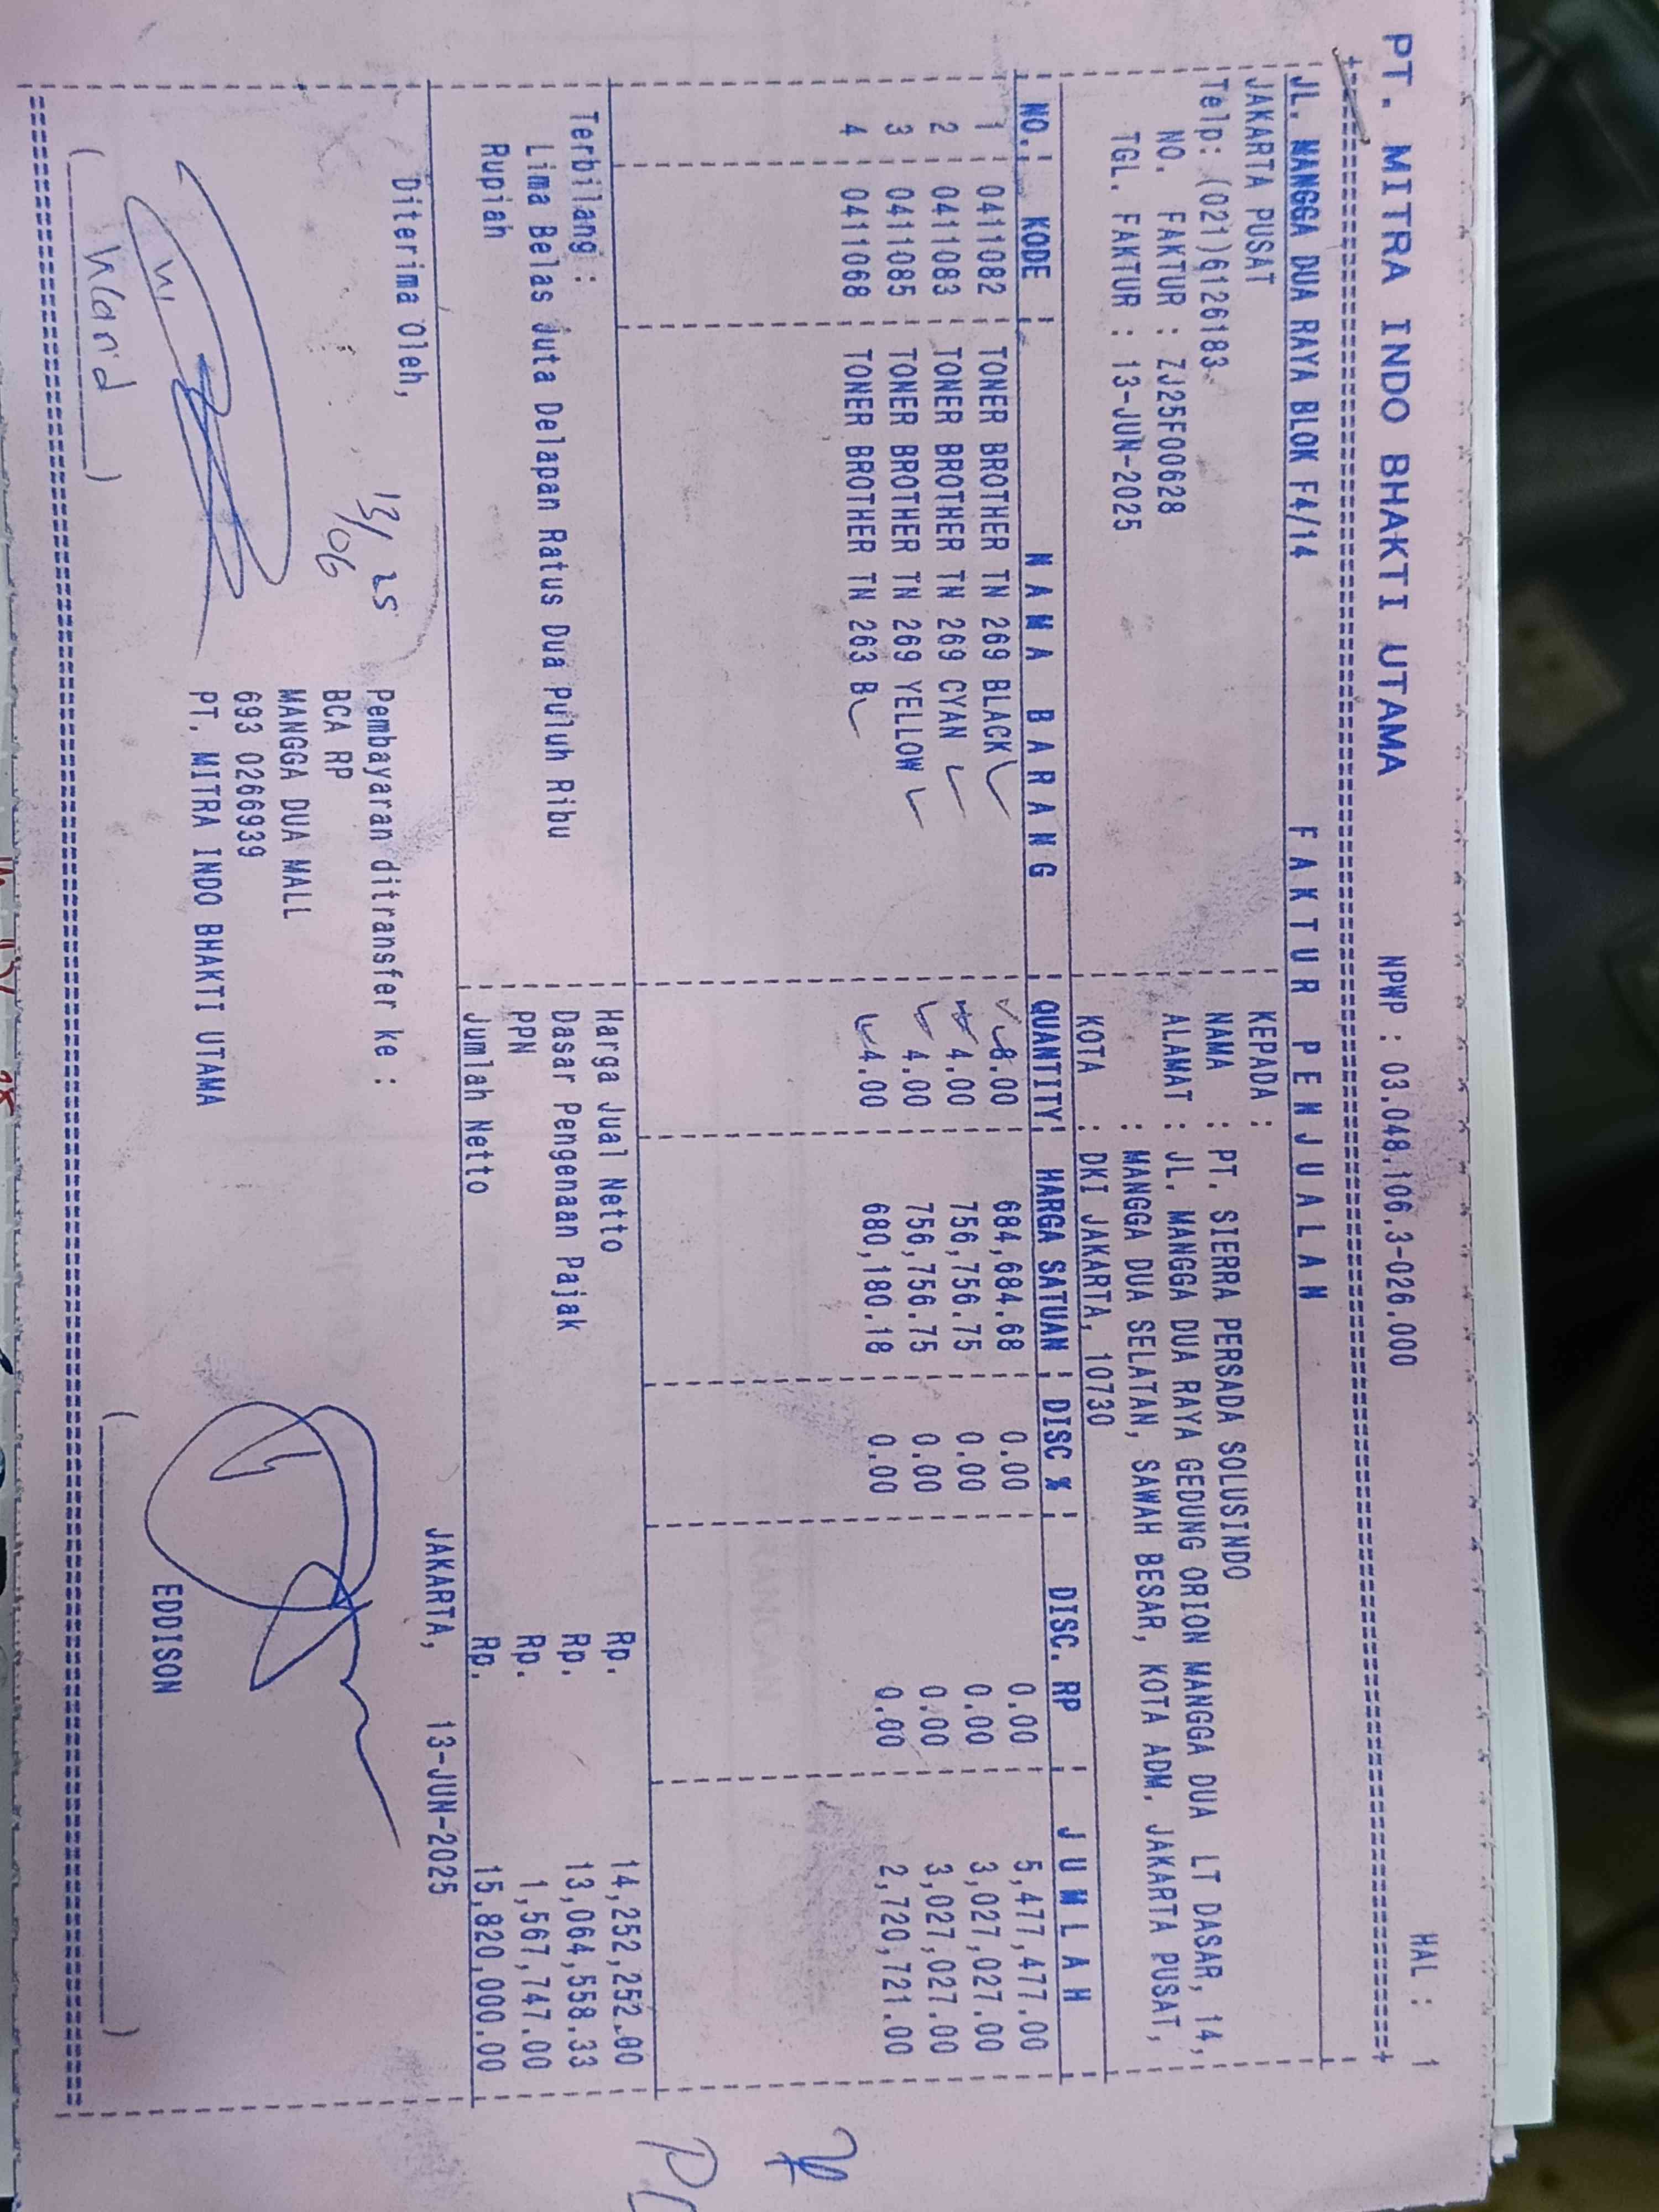 PT. MITRA INDO BHAKTI UTAMA NPWP : 03.048.106.3-026.000 HAL : 1
JL. MANGGA DUA RAYA BLOK F4/14 F A K T U R P E N J U A L A N
JAKARTA PUSAT KEPADA :
Telp: (021)6126183 NAMA : PT. SIERRA PERSADA SOLUSINDO
NO. FAKTUR : ZJ25F00628 ALAMAT : JL. MANGGA DUA RAYA GEDUNG ORION MANGGA DUA LT DASAR, 14,
TGL. FAKTUR : 13-JUN-2025 : MANGGA DUA SELATAN, SAWAH BESAR, KOTA ADM. JAKARTA PUSAT,
KOTA : DKI JAKARTA, 10730
NO. KODE N A M A B A R A N G QUANTITY HARGA SATUAN DISC % DISC. RP J U M L A H
1 0411082 TONER BROTHER TN 269 BLACK 8.00 684,684.68 0.00 0.00 5,477,477.00
2 0411083 TONER BROTHER TN 269 CYAN 4.00 756,756.75 0.00 0.00 3,027,027.00
3 0411085 TONER BROTHER TN 269 YELLOW 4.00 756,756.75 0.00 0.00 3,027,027.00
4 0411068 TONER BROTHER TN 263 B 4.00 680,180.18 0.00 0.00 2,720,721.00
Terbilang : Harga Jual Netto Rp. 14,252,252.00
Lima Belas Juta Delapan Ratus Dua Puluh Ribu Dasar Pengenaan Pajak Rp. 13,064,558.33
Rupiah PPN Rp. 1,567,747.00
Jumlah Netto Rp. 15,820,000.00
Diterima Oleh, Pembayaran ditransfer ke : JAKARTA, 13-JUN-2025
13/06 25
BCA RP
MANGGA DUA MALL
693 0266939
PT. MITRA INDO BHAKTI UTAMA
EDDISON